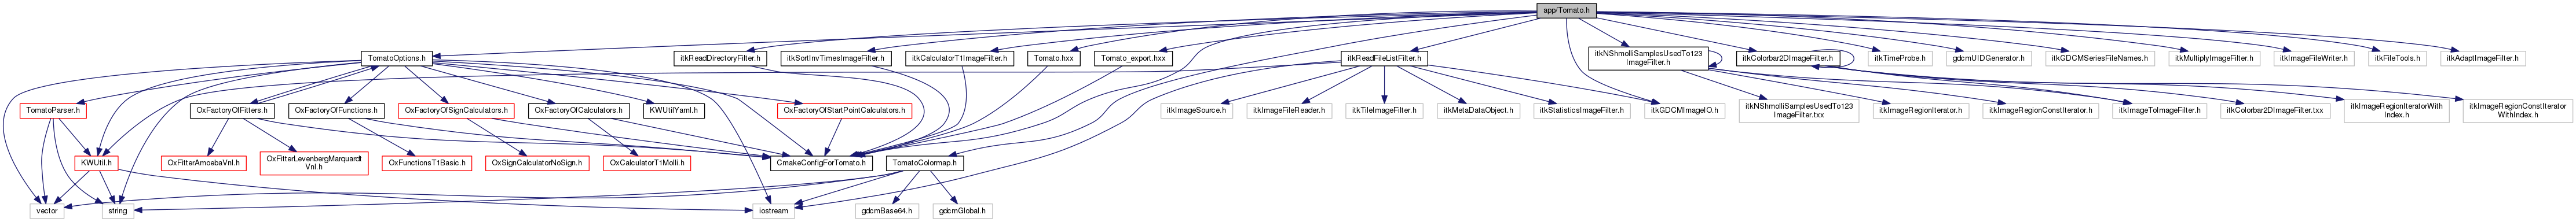 app/Tomato.h
TomatoOptions.h
itkReadDirectoryFilter.h
itkSortInvTimesImageFilter.h
itkCalculatorT1ImageFilter.h
Tomato.hxx
Tomato_export.hxx
itkReadFileListFilter.h
itkNShmolliSamplesUsedTo123
ImageFilter.h
itkColorbar2DImageFilter.h
itkTimeProbe.h
gdcmUIDGenerator.h
itkGDCMSeriesFileNames.h
itkMultiplyImageFilter.h
itkImageFileWriter.h
itkFileTools.h
itkAdaptImageFilter.h
TomatoParser.h
OxFactoryOfFitters.h
OxFactoryOfFunctions.h
OxFactoryOfSignCalculators.h
OxFactoryOfCalculators.h
KWUtilYaml.h
OxFactoryOfStartPointCalculators.h
itkImageSource.h
itkImageFileReader.h
itkTileImageFilter.h
itkMetaDataObject.h
itkStatisticsImageFilter.h
itkGDCMImageIO.h
itkNShmolliSamplesUsedTo123
ImageFilter.txx
itkImageRegionIterator.h
itkImageRegionConstIterator.h
itkImageToImageFilter.h
itkColorbar2DImageFilter.txx
itkImageRegionIteratorWith
Index.h
itkImageRegionConstIterator
WithIndex.h
KWUtil.h
OxFitterAmoebaVnl.h
OxFitterLevenbergMarquardt
Vnl.h
OxFunctionsT1Basic.h
OxSignCalculatorNoSign.h
OxCalculatorT1Molli.h
CmakeConfigForTomato.h
TomatoColormap.h
vector
string
iostream
gdcmBase64.h
gdcmGlobal.h